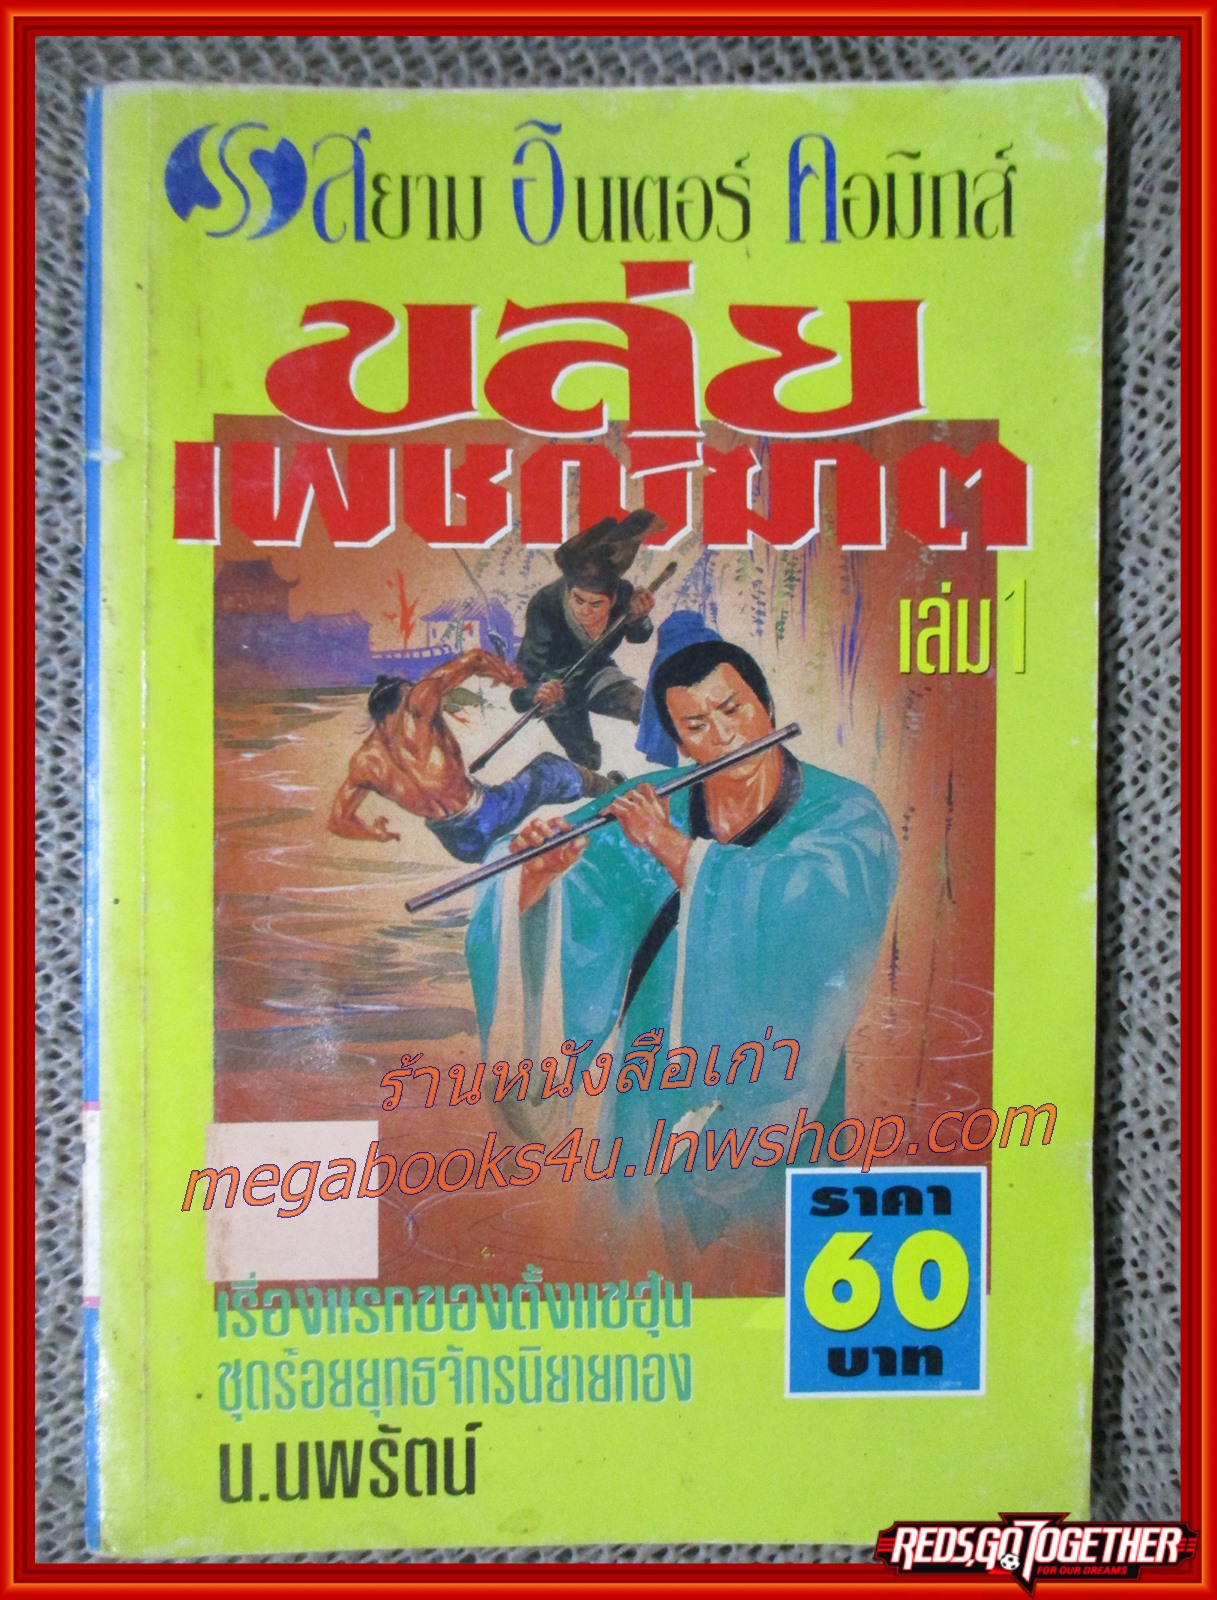 สยาม อินเตอร์ คอมิกส์
ขลุ่ย
เพชฌฆาต
เล่ม 1
ร้านหนังสือเก่า
megabooks4u.lnwshop.com
ราคา
60
บาท
เรื่องแรกของตั้งแซฮุ้น
ชุดร้อยยุทธจักรนิยายทอง
น.นพรัตน์
REDS,GO TOGETHER
FOR OUR DREAMS